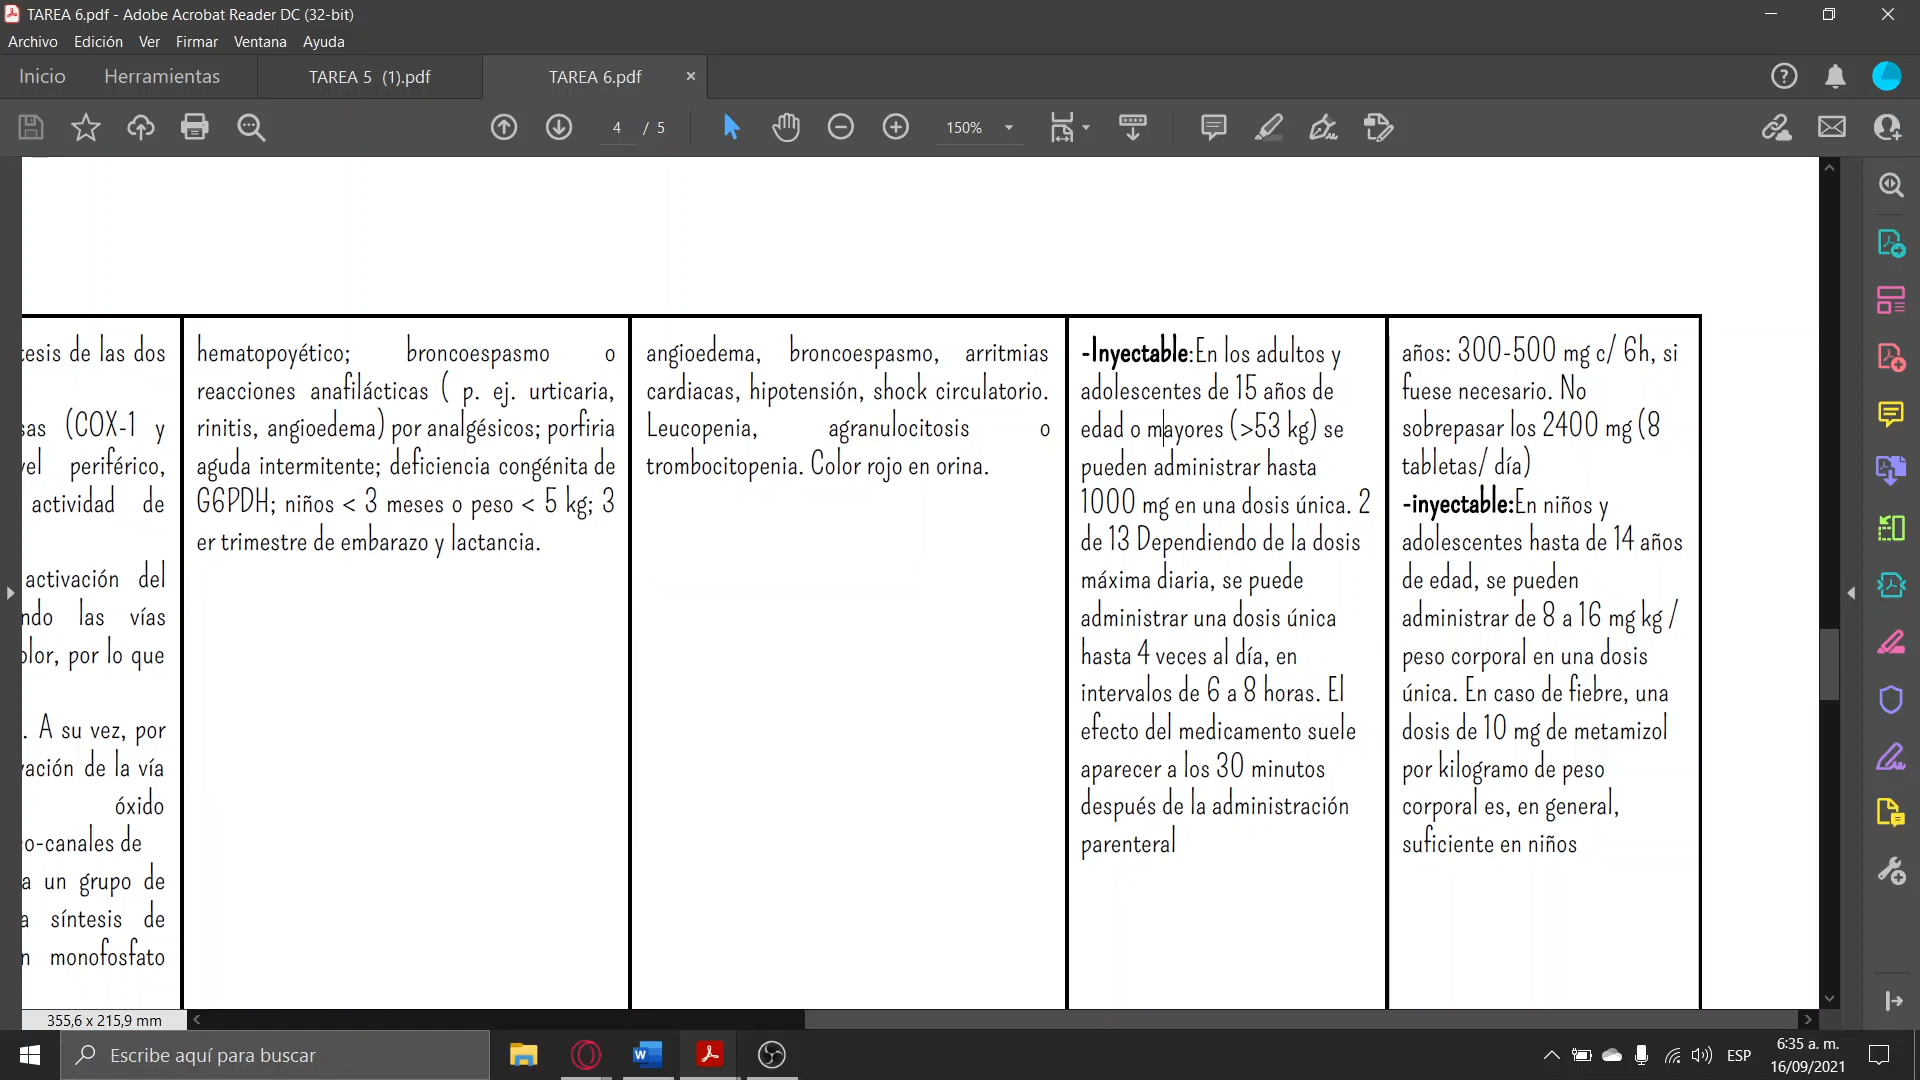 TAREA 6.pdf - Adobe Acrobat Reader DC (32-bit)
Archivo Edición Ver Firmar Ventana Ayuda
Inicio Herramientas TAREA 5 (1).pdf TAREA 6.pdf
4 / 5 150%
tesis de las dos
sas (COX-1 y
vel periférico,
actividad de
activación del
ndo las vías
olor, por lo que
. A su vez, por
vación de la vía
óxido
co-canales de
a un grupo de
a síntesis de
n monofosfato
hematopoyético; broncoespasmo o
reacciones anafilácticas ( p. ej. urticaria,
rinitis, angioedema) por analgésicos; porfiria
aguda intermitente; deficiencia congénita de
G6PDH; niños < 3 meses o peso < 5 kg; 3
er trimestre de embarazo y lactancia.
angioedema, broncoespasmo, arritmias
cardiacas, hipotensión, shock circulatorio.
Leucopenia, agranulocitosis o
trombocitopenia. Color rojo en orina.
-Inyectable:En los adultos y
adolescentes de 15 años de
edad o mayores (>53 kg) se
pueden administrar hasta
1000 mg en una dosis única. 2
de 13 Dependiendo de la dosis
máxima diaria, se puede
administrar una dosis única
hasta 4 veces al día, en
intervalos de 6 a 8 horas. El
efecto del medicamento suele
aparecer a los 30 minutos
después de la administración
parenteral
años: 300-500 mg c/ 6h, si
fuese necesario. No
sobrepasar los 2400 mg (8
tabletas/ día)
-inyectable:En niños y
adolescentes hasta de 14 años
de edad, se pueden
administrar de 8 a 16 mg kg /
peso corporal en una dosis
única. En caso de fiebre, una
dosis de 10 mg de metamizol
por kilogramo de peso
corporal es, en general,
suficiente en niños
355,6 x 215,9 mm
Escribe aquí para buscar
ESP
6:35 a. m.
16/09/2021